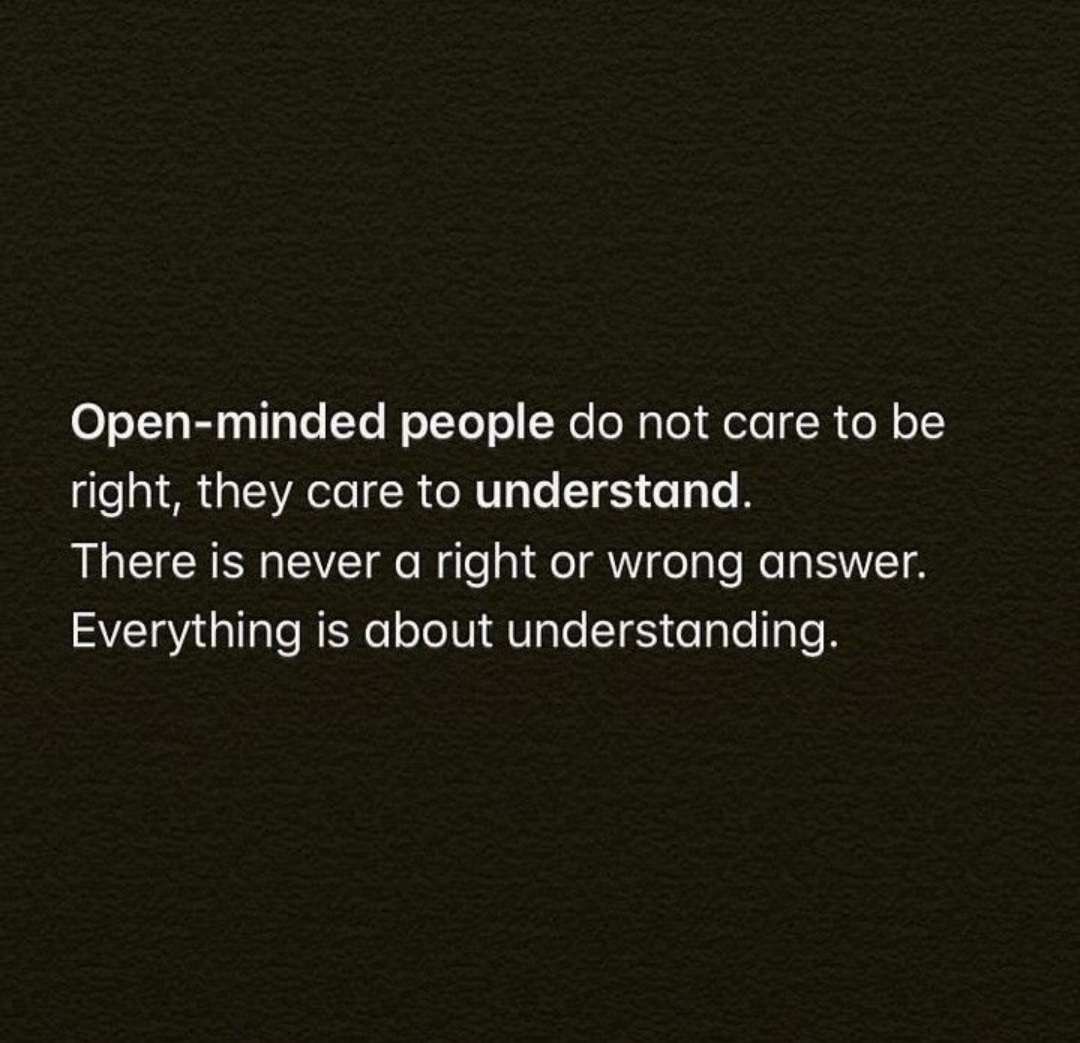 Open-minded people do not care to be
right, they care to understand.
There is never a right or wrong answer.
Everything is about understanding.